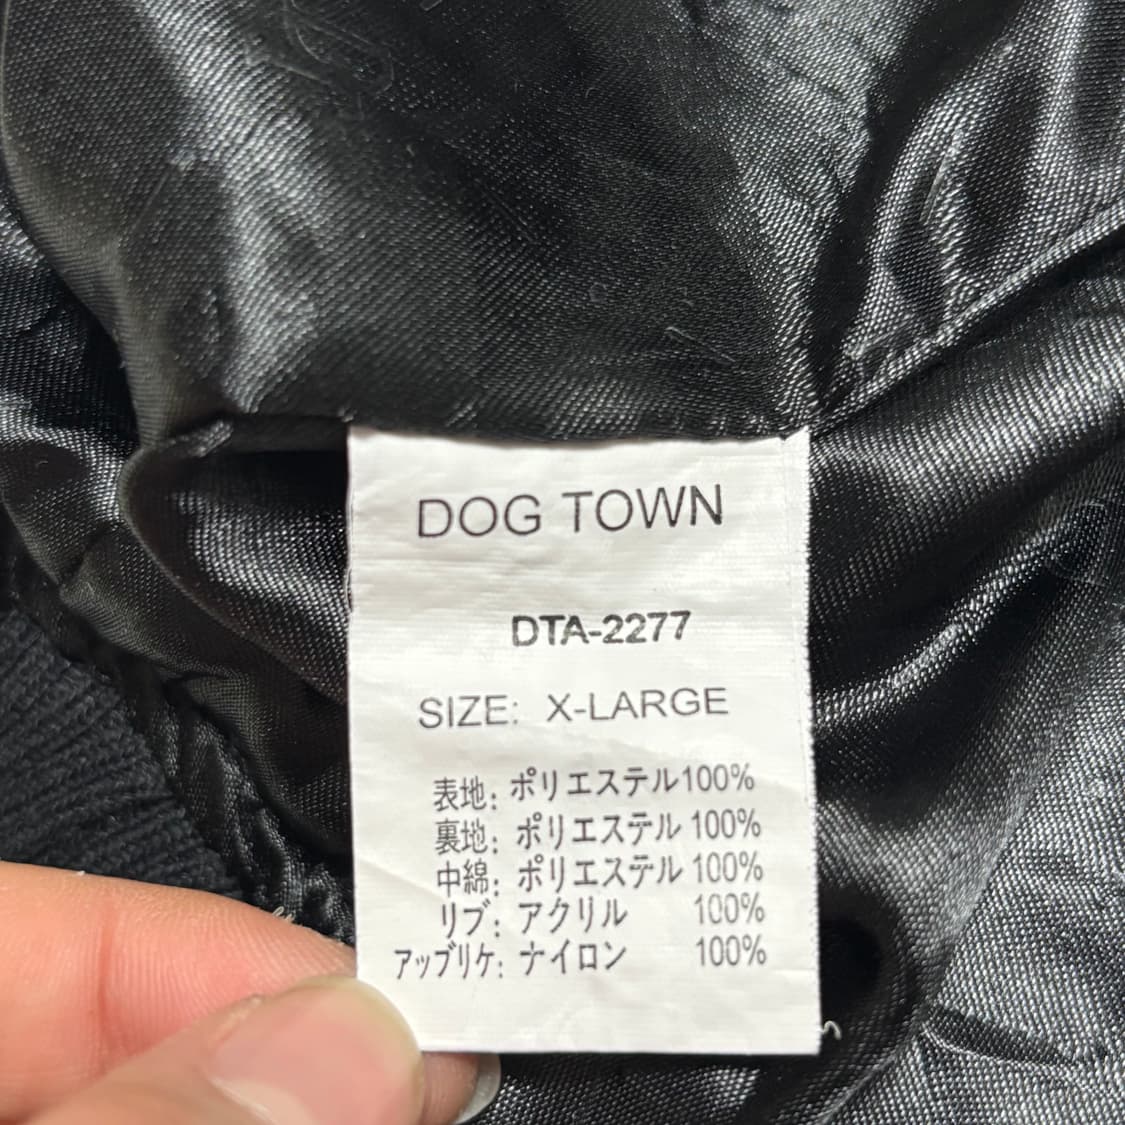 DOG TOWN
DTA-2277
SIZE: X-LARGE
表地: ポリエステル100%
裏地: ポリエステル 100%
中綿: ポリエステル 100%
リブ: アクリル 100%
アップリケ: ナイロン 100%